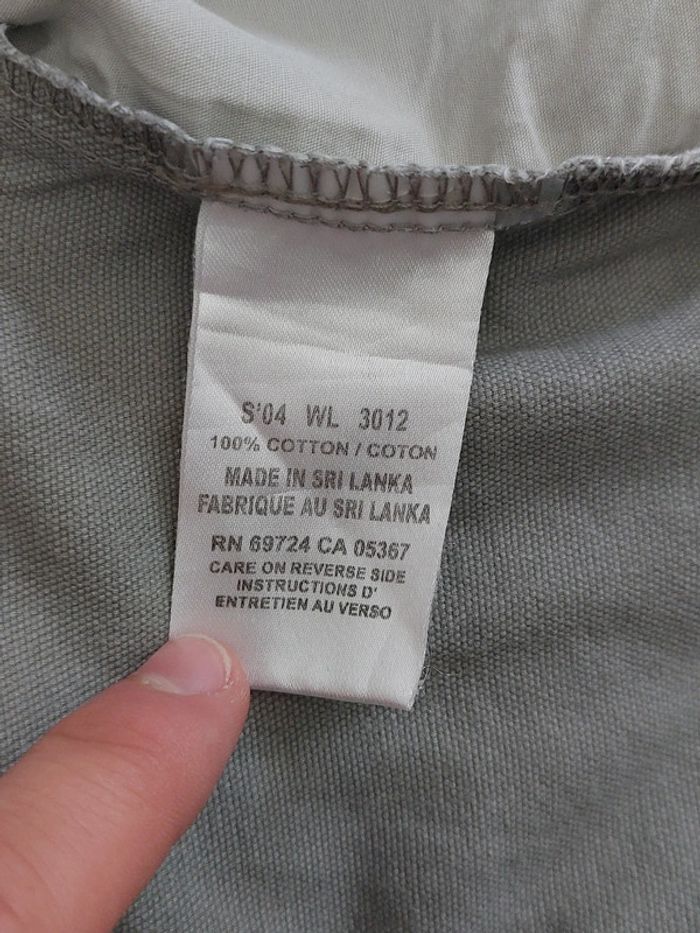 S'04 WL 3012
100% COTTON / COTON
MADE IN SRI LANKA
FABRIQUE AU SRI LANKA
RN 69724 CA 05367
CARE ON REVERSE SIDE
INSTRUCTIONS D'
ENTRETIEN AU VERSO